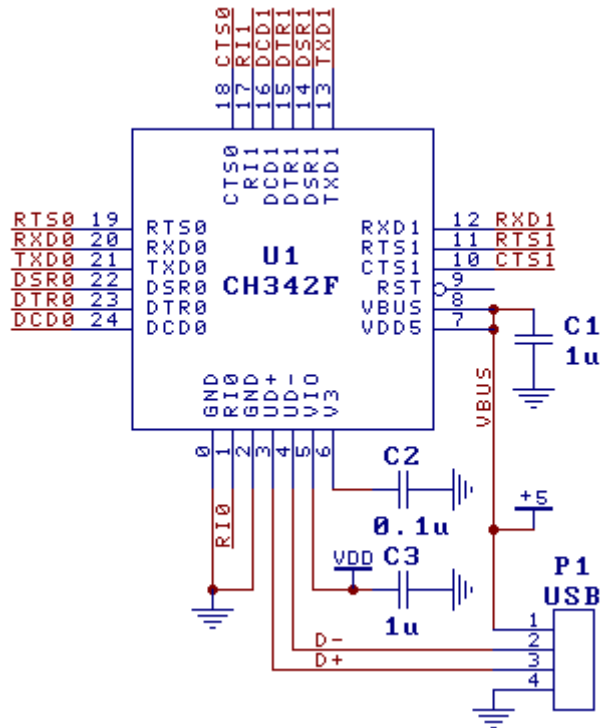 CTS0 RI1 DCD1 DTR1 DSR1 TXD1
18 17 16 15 14 13
CTS0 RI1 DCD1 DTR1 DSR1 TXD1
RTS0 19 RTS0
RXD0 20 RXD0
TXD0 21 TXD0
DSR0 22 DSR0
DTR0 23 DTR0
DCD0 24 DCD0
U1
CH342F
RXD1 12 RXD1
RTS1 11 RTS1
CTS1 10 CTS1
RST 9
VBUS 8
VDD5 7
C1
1u
VBUS
GND RI0 GND UD+ UD- VIO V3
0 1 2 3 4 5 6
RI0
C2
0.1u
+5
VDD
C3
1u
P1
USB
1
D- 2
D+ 3
4